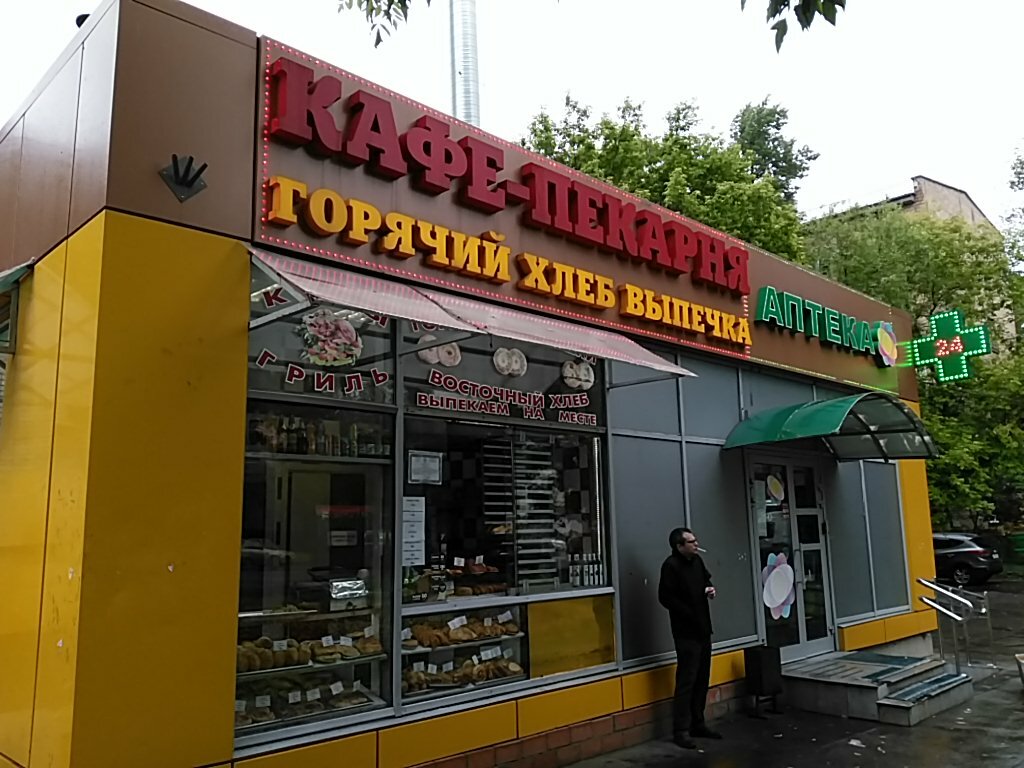 КАФЕ-ПЕКАРНЯ
ГОРЯЧИЙ ХЛЕБ ВЫПЕЧКА
АПТЕКА
24
ГРИЛЬ
ВОСТОЧНЫЙ ХЛЕБ
ВЫПЕКАЕМ НА МЕСТЕ